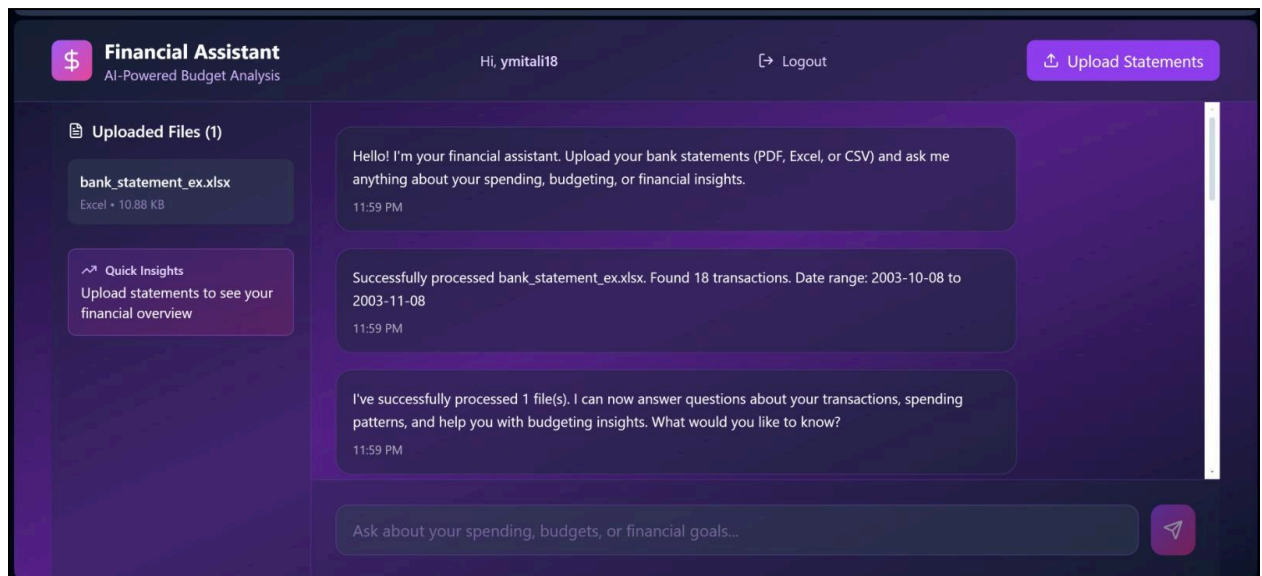 $
Financial Assistant
AI-Powered Budget Analysis
Hi, ymitali18
Logout
Upload Statements
Uploaded Files (1)
bank_statement_ex.xlsx
Excel • 10.88 KB
Quick Insights
Upload statements to see your
financial overview
Hello! I'm your financial assistant. Upload your bank statements (PDF, Excel, or CSV) and ask me
anything about your spending, budgeting, or financial insights.
11:59 PM
Successfully processed bank_statement_ex.xlsx. Found 18 transactions. Date range: 2003-10-08 to
2003-11-08
11:59 PM
I've successfully processed 1 file(s). I can now answer questions about your transactions, spending
patterns, and help you with budgeting insights. What would you like to know?
11:59 PM
Ask about your spending, budgets, or financial goals...